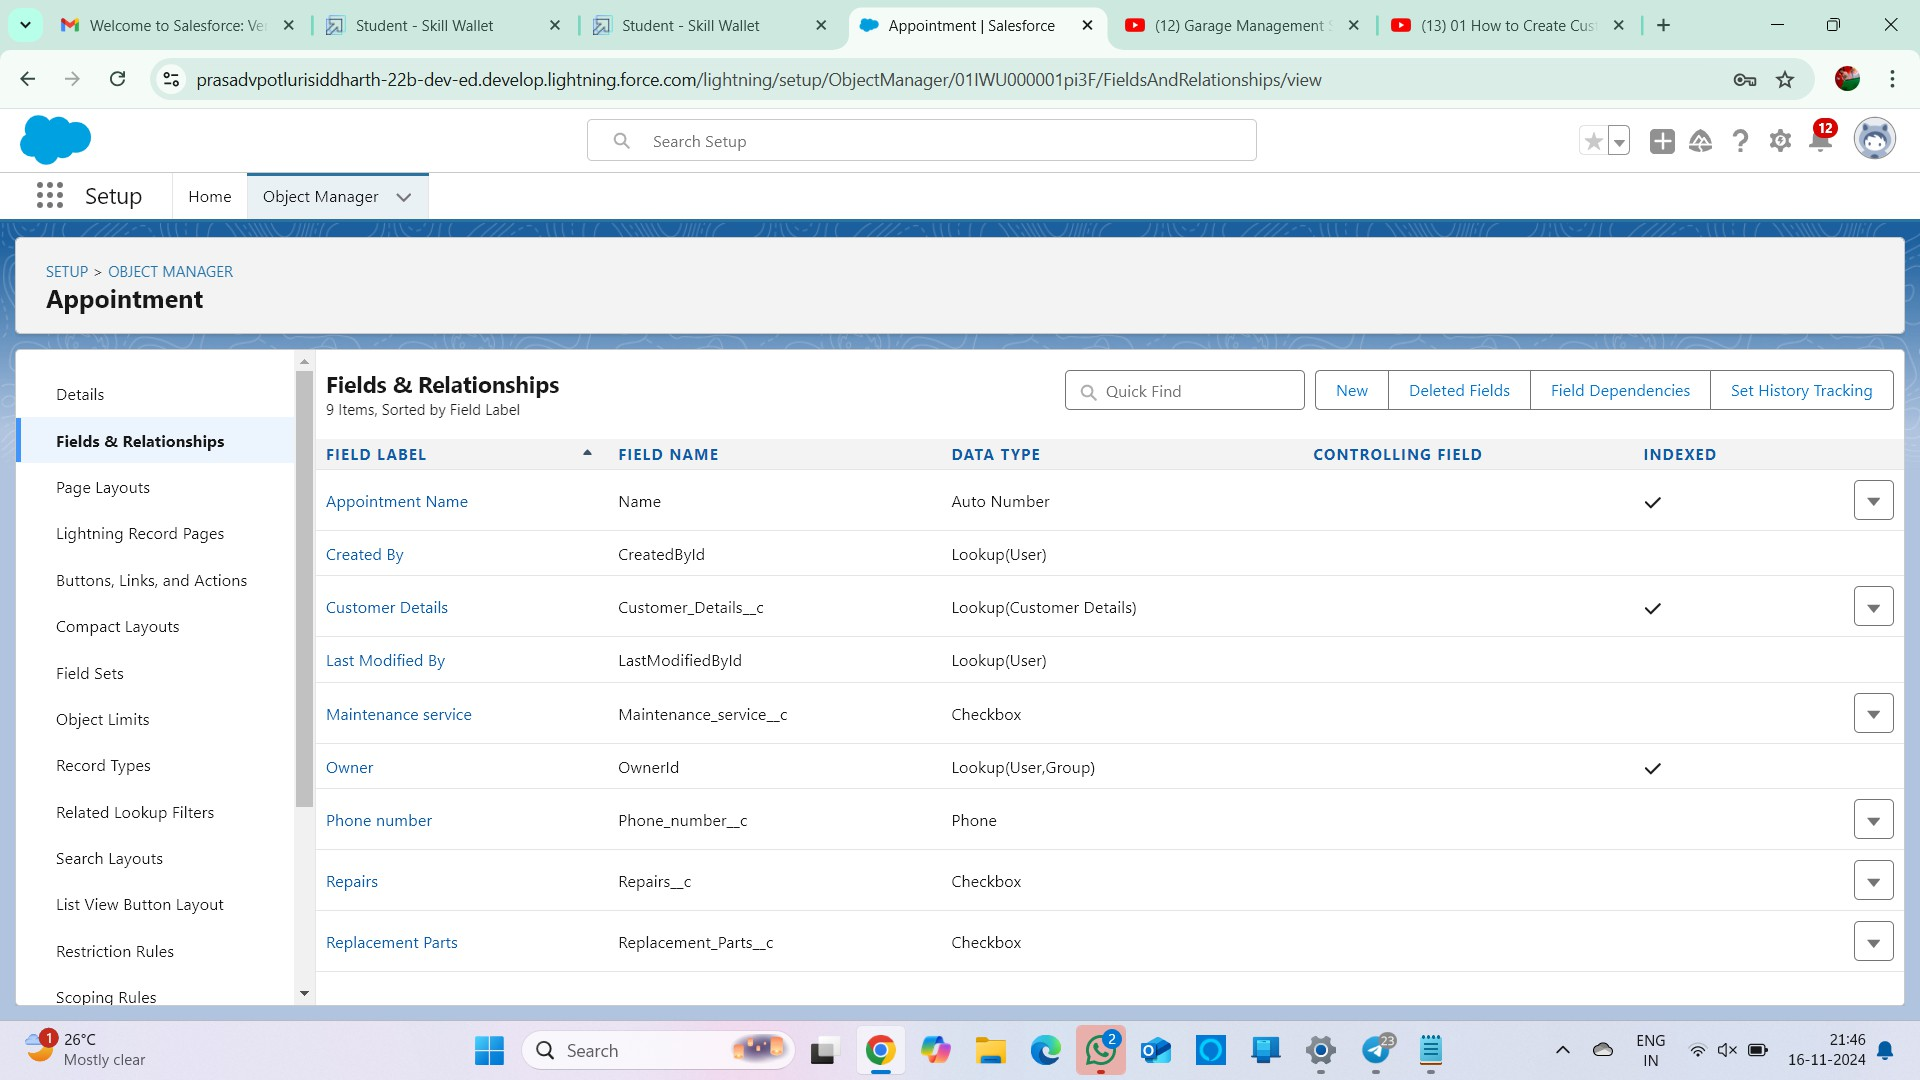 Welcome to Salesforce: Ver
Student - Skill Wallet
Student - Skill Wallet
Appointment | Salesforce
(12) Garage Management S
(13) 01 How to Create Cust
prasadvpotlurisiddharth-22b-dev-ed.develop.lightning.force.com/lightning/setup/ObjectManager/01IWU000001pi3F/FieldsAndRelationships/view
Search Setup
12
Setup
Home
Object Manager
SETUP > OBJECT MANAGER
Appointment
Details
Fields & Relationships
Page Layouts
Lightning Record Pages
Buttons, Links, and Actions
Compact Layouts
Field Sets
Object Limits
Record Types
Related Lookup Filters
Search Layouts
List View Button Layout
Restriction Rules
Scoping Rules
Fields & Relationships
9 Items, Sorted by Field Label
Quick Find
New
Deleted Fields
Field Dependencies
Set History Tracking
FIELD LABEL FIELD NAME DATA TYPE CONTROLLING FIELD INDEXED
Appointment Name Name Auto Number
Created By CreatedById Lookup(User)
Customer Details Customer_Details__c Lookup(Customer Details)
Last Modified By LastModifiedById Lookup(User)
Maintenance service Maintenance_service__c Checkbox
Owner OwnerId Lookup(User,Group)
Phone number Phone_number__c Phone
Repairs Repairs__c Checkbox
Replacement Parts Replacement_Parts__c Checkbox
1
26°C
Mostly clear
Search
2
23
ENG
IN
21:46
16-11-2024